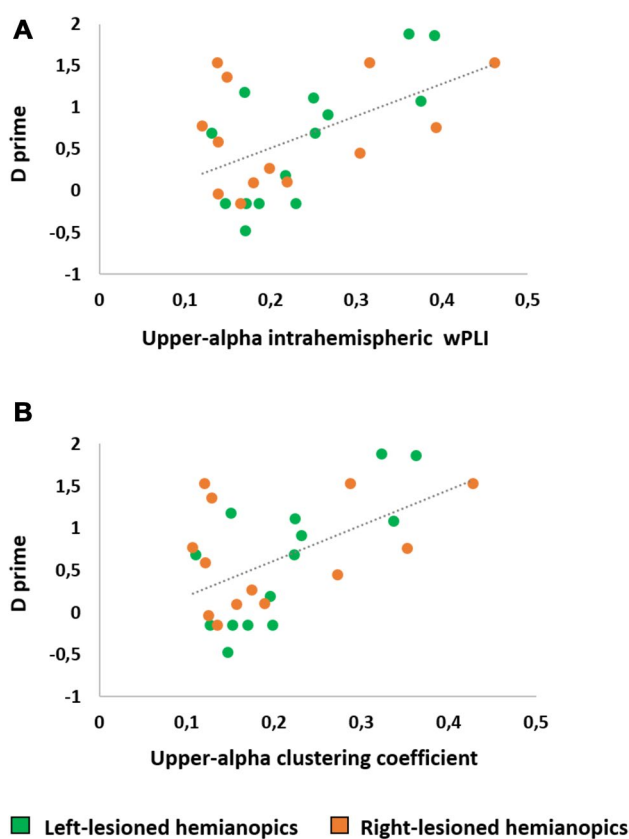 A
2
1,5
1
0,5
0
-0,5
-1
D prime
0 0,1 0,2 0,3 0,4 0,5
Upper-alpha intrahemispheric wPLI
B
2
1,5
1
0,5
0
-0,5
-1
D prime
0 0,1 0,2 0,3 0,4 0,5
Upper-alpha clustering coefficient
Left-lesioned hemianopics Right-lesioned hemianopics